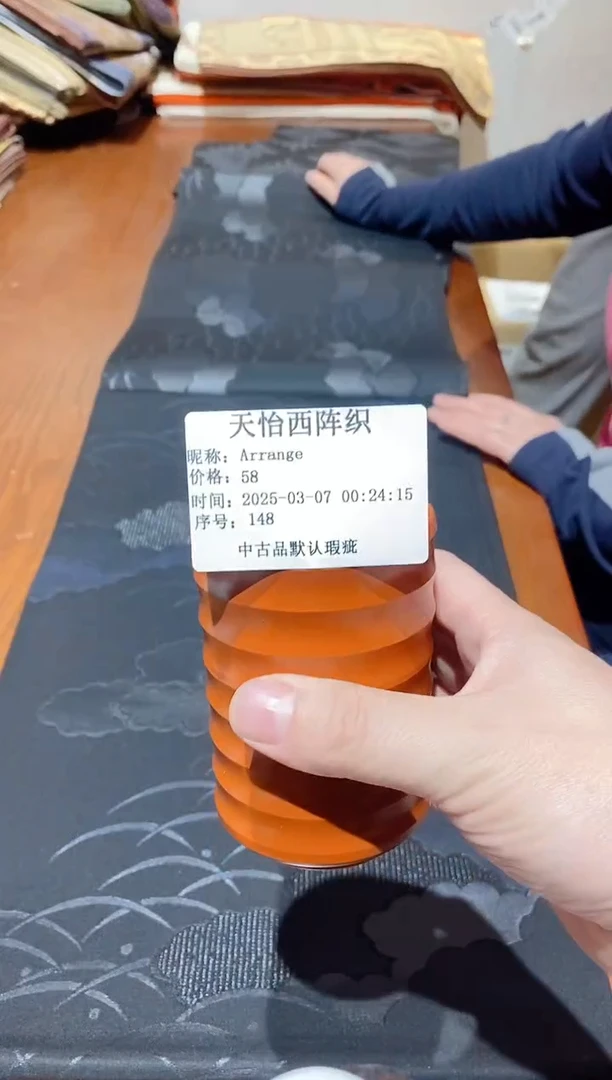 天怡西阵织
昵称：Arrange
价格：58
时间：2025-03-07 00:24:15
序号：148
中古品默认瑕疵